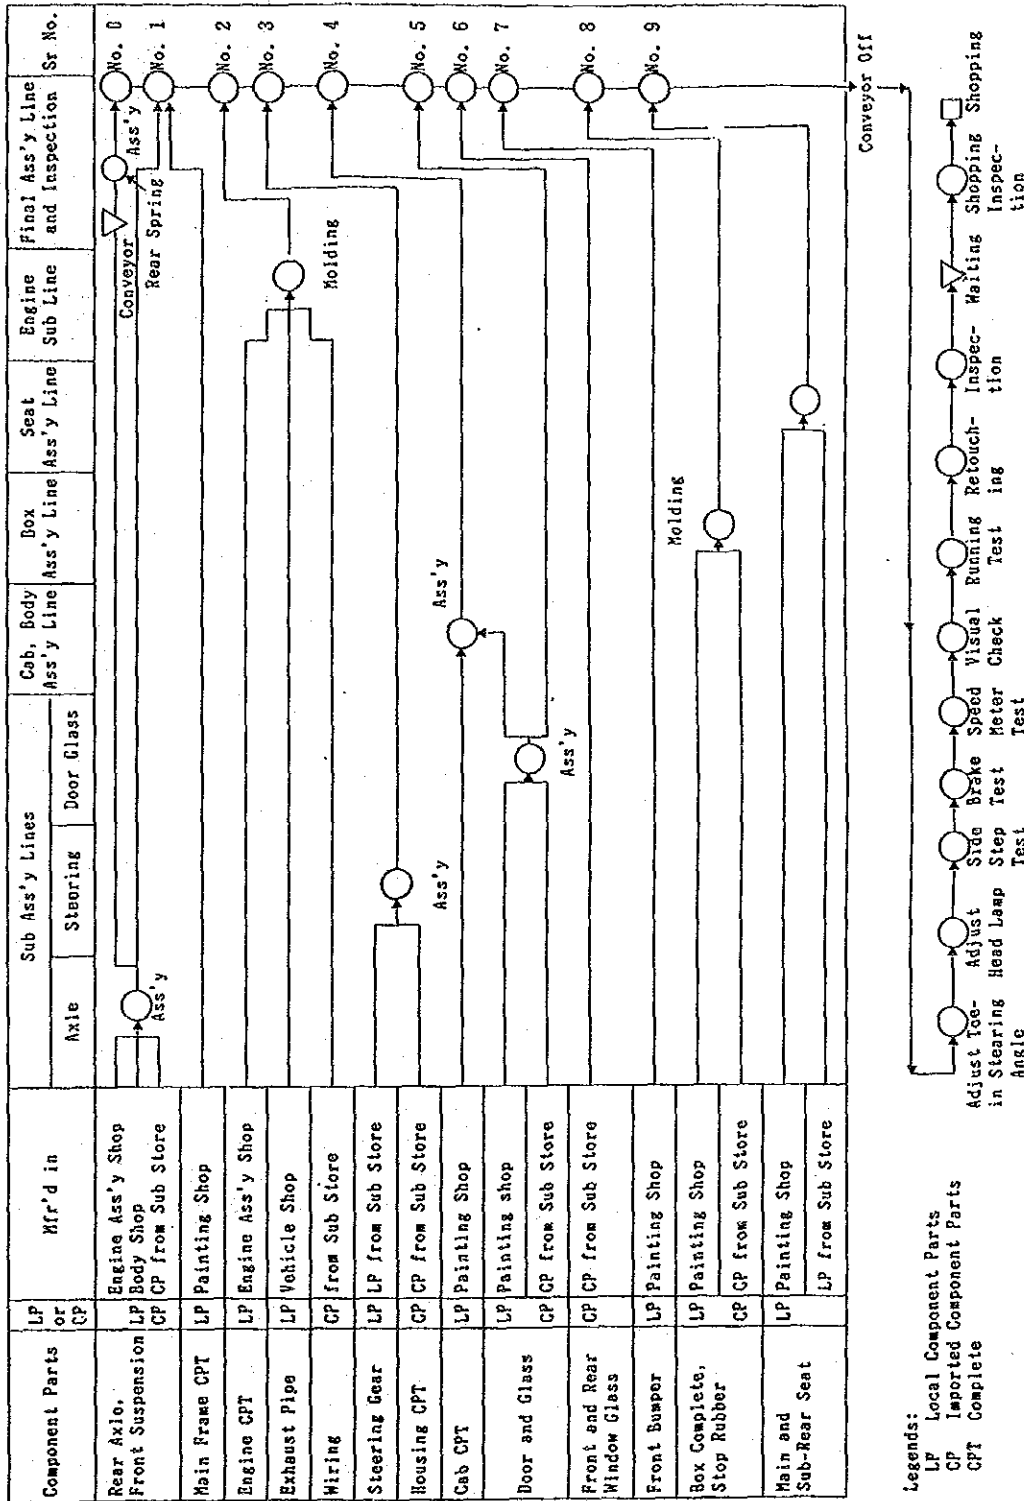 Component Parts
LP
or
CP
Mfr'd in
Sub Ass'y Lines
Axle
Steering
Door Glass
Cab, Body
Ass'y Line
Box
Ass'y Line
Seat
Ass'y Line
Engine
Sub Line
Final Ass'y Line
and Inspection
Sr No.
Rear Axle,
Front Suspension
LP
CP
Engine Ass'y Shop
Body Shop
CP from Sub Store
Main Frame CPT
LP
Painting Shop
Engine CPT
LP
Engine Ass'y Shop
Exhaust Pipe
LP
Vehicle Shop
Wiring
CP
from Sub Store
Steering Gear
LP
LP from Sub Store
Housing CPT
CP
CP from Sub Store
Cab CPT
LP
Painting Shop
Door and Glass
LP
Painting shop
CP
CP from Sub Store
Front and Rear
Window Glass
CP
CP from Sub Store
Front Bumper
LP
Painting Shop
Box Complete,
Stop Rubber
LP
Painting Shop
CP
CP from Sub Store
Main and
Sub-Rear Seat
LP
Painting Shop
LP from Sub Store
Ass'y
Ass'y
Ass'y
Ass'y
Molding
Molding
Conveyor
Rear Spring
Ass'y
No. 0
No. 1
No. 2
No. 3
No. 4
No. 5
No. 6
No. 7
No. 8
No. 9
Conveyor Off
Adjust Toe-
in Stearing
Angle
Adjust
Head Lamp
Side
Step
Test
Brake
Test
Speed
Meter
Test
Visual
Check
Running
Test
Retouch-
ing
Inspec-
tion
Waiting
Shopping
Inspec-
tion
Shopping
Legends:
LP Local Component Parts
CP Imported Component Parts
CPT Complete